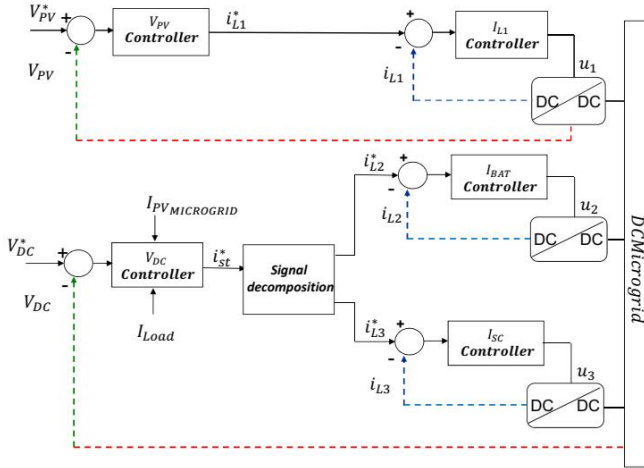 V*PV
+
-
VPV
VPV
Controller
i*L1
+
-
iL1
IL1
Controller
u1
DC DC
V*DC
+
-
VDC
IPVMICROGRID
VDC
Controller
ILoad
i*st
Signal
decomposition
i*L2
+
-
iL2
IBAT
Controller
u2
DC DC
i*L3
+
-
iL3
ISC
Controller
u3
DC DC
DCMicrogrid